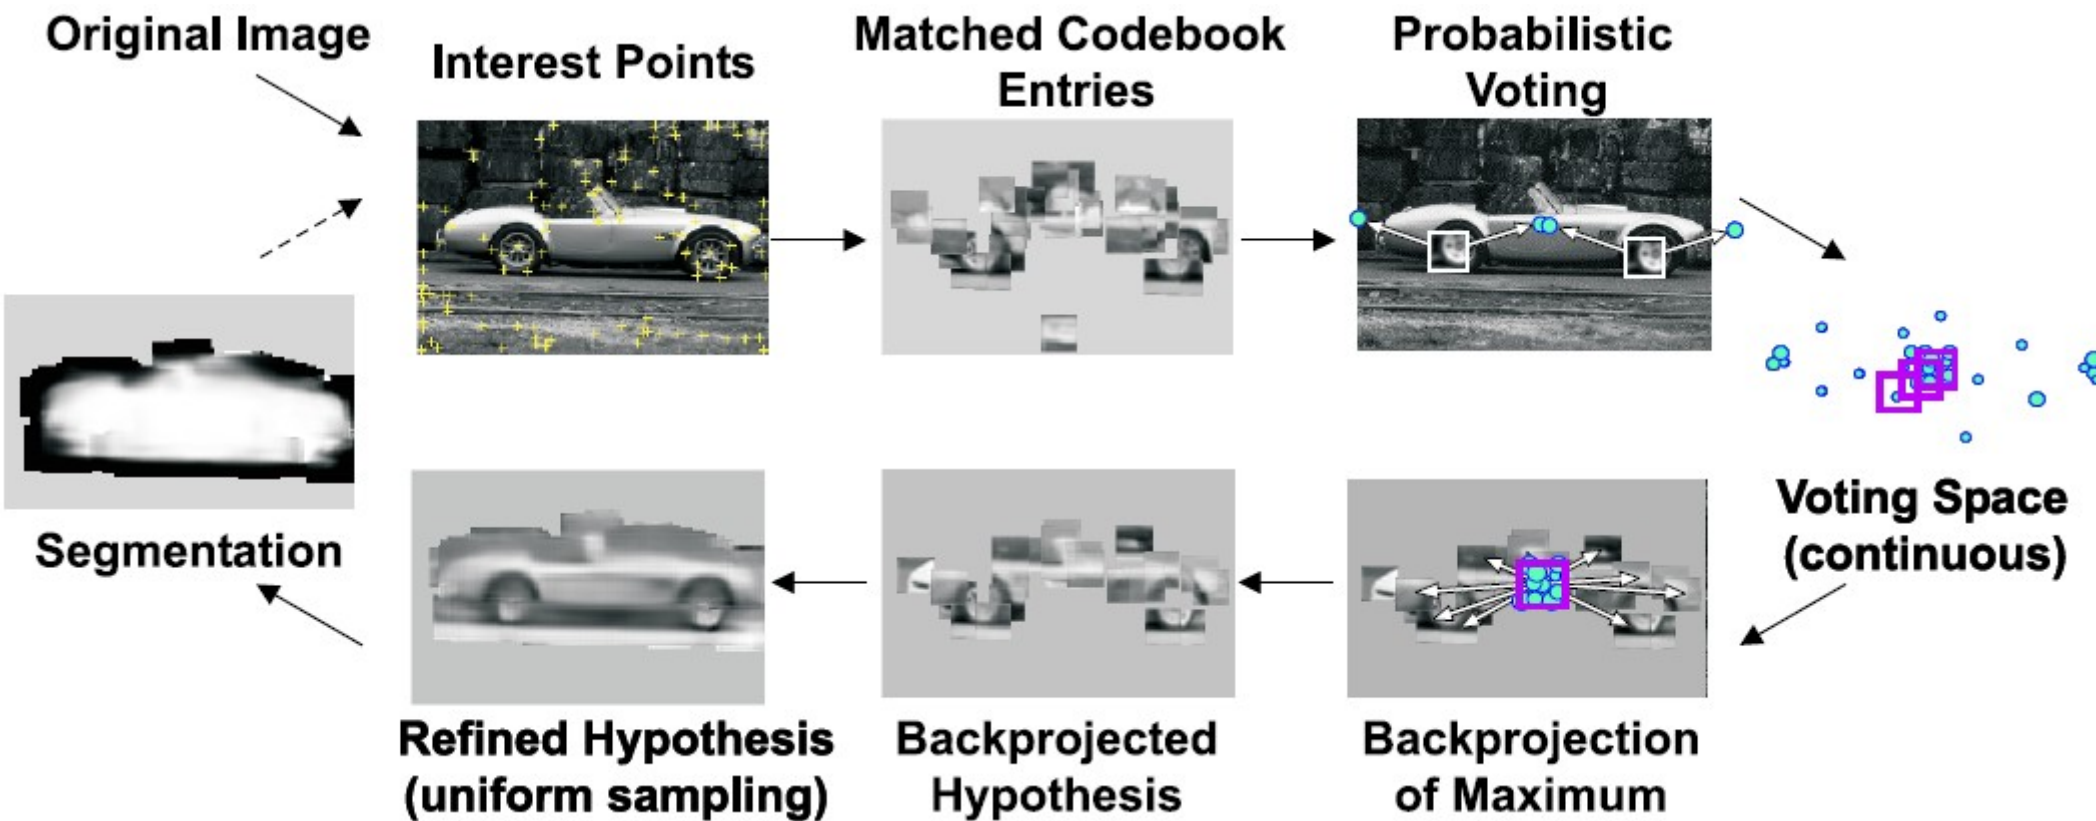 Original Image
Interest Points
Matched Codebook
Entries
Probabilistic
Voting
Voting Space
(continuous)
Segmentation
Refined Hypothesis
(uniform sampling)
Backprojected
Hypothesis
Backprojection
of Maximum